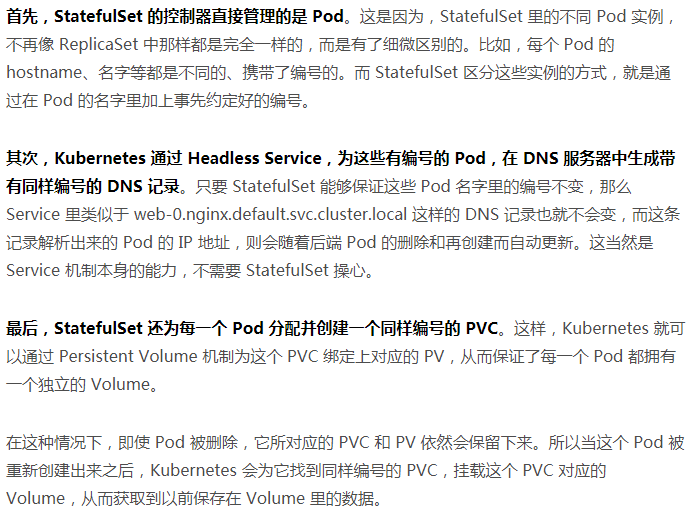 首先，StatefulSet 的控制器直接管理的是 Pod。这是因为，StatefulSet 里的不同 Pod 实例，
不再像 ReplicaSet 中那样都是完全一样的，而是有了细微区别的。比如，每个 Pod 的
hostname、名字等都是不同的、携带了编号的。而 StatefulSet 区分这些实例的方式，就是通
过在 Pod 的名字里加上事先约定好的编号。
其次，Kubernetes 通过 Headless Service，为这些有编号的 Pod，在 DNS 服务器中生成带
有同样编号的 DNS 记录。只要 StatefulSet 能够保证这些 Pod 名字里的编号不变，那么
Service 里类似于 web-0.nginx.default.svc.cluster.local 这样的 DNS 记录也就不会变，而这条
记录解析出来的 Pod 的 IP 地址，则会随着后端 Pod 的删除和再创建而自动更新。这当然是
Service 机制本身的能力，不需要 StatefulSet 操心。
最后，StatefulSet 还为每一个 Pod 分配并创建一个同样编号的 PVC。这样，Kubernetes 就可
以通过 Persistent Volume 机制为这个 PVC 绑定上对应的 PV，从而保证了每一个 Pod 都拥有
一个独立的 Volume。
在这种情况下，即使 Pod 被删除，它所对应的 PVC 和 PV 依然会保留下来。所以当这个 Pod 被
重新创建出来之后，Kubernetes 会为它找到同样编号的 PVC，挂载这个 PVC 对应的
Volume，从而获取到以前保存在 Volume 里的数据。